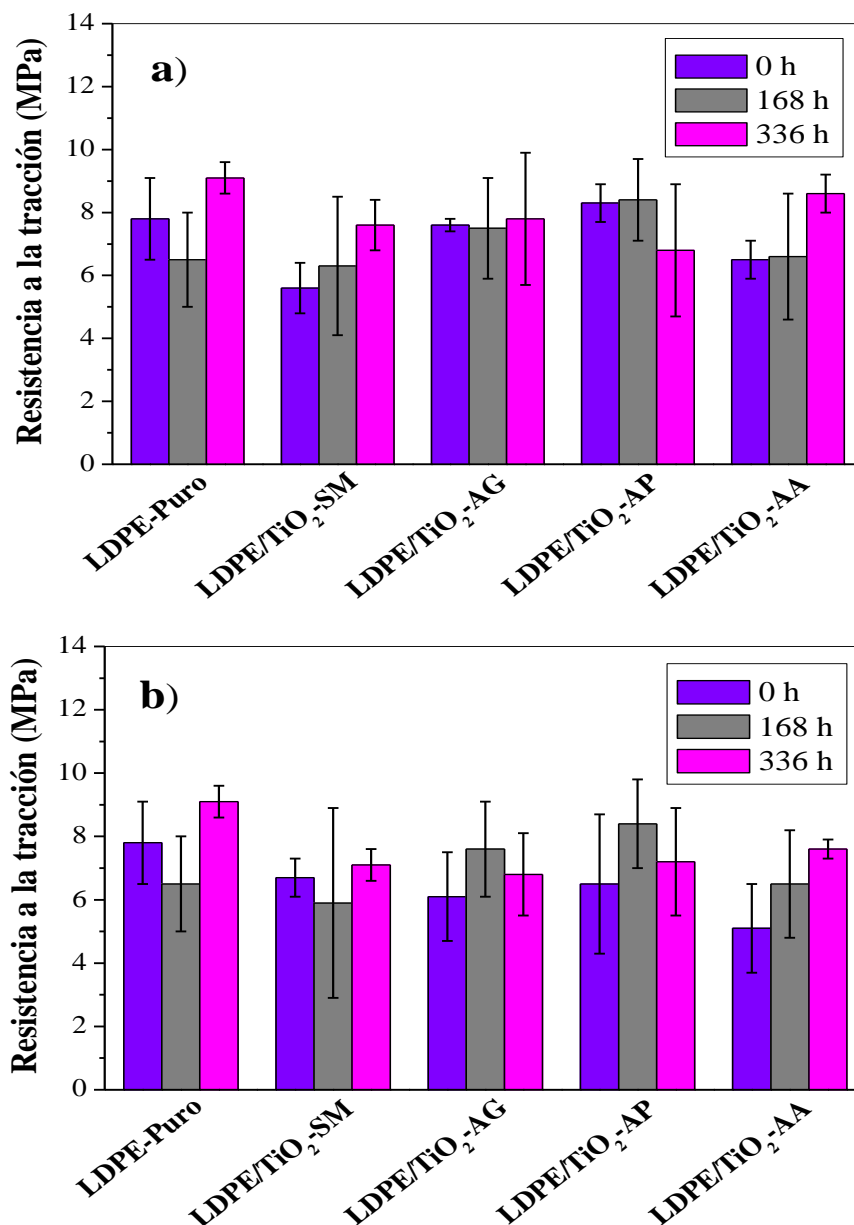 a)
0 h
168 h
336 h
Resistencia a la tracción (MPa)
14
12
10
8
6
4
2
0
LDPE-Puro
LDPE/TiO₂-SM
LDPE/TiO₂-AG
LDPE/TiO₂-AP
LDPE/TiO₂-AA
b)
0 h
168 h
336 h
Resistencia a la tracción (MPa)
14
12
10
8
6
4
2
0
LDPE-Puro
LDPE/TiO₂-SM
LDPE/TiO₂-AG
LDPE/TiO₂-AP
LDPE/TiO₂-AA